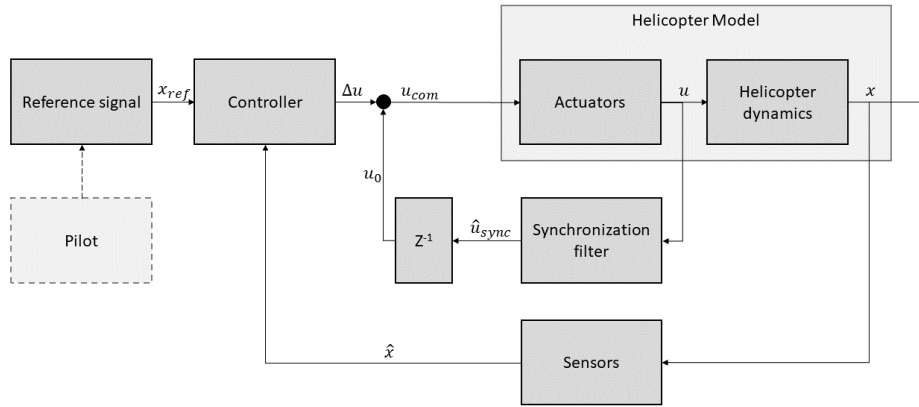 Helicopter Model
Reference signal
x_ref
Controller
Δu
u_com
Actuators
u
Helicopter
dynamics
x
u_0
Pilot
Z⁻¹
û_sync
Synchronization
filter
x̂
Sensors